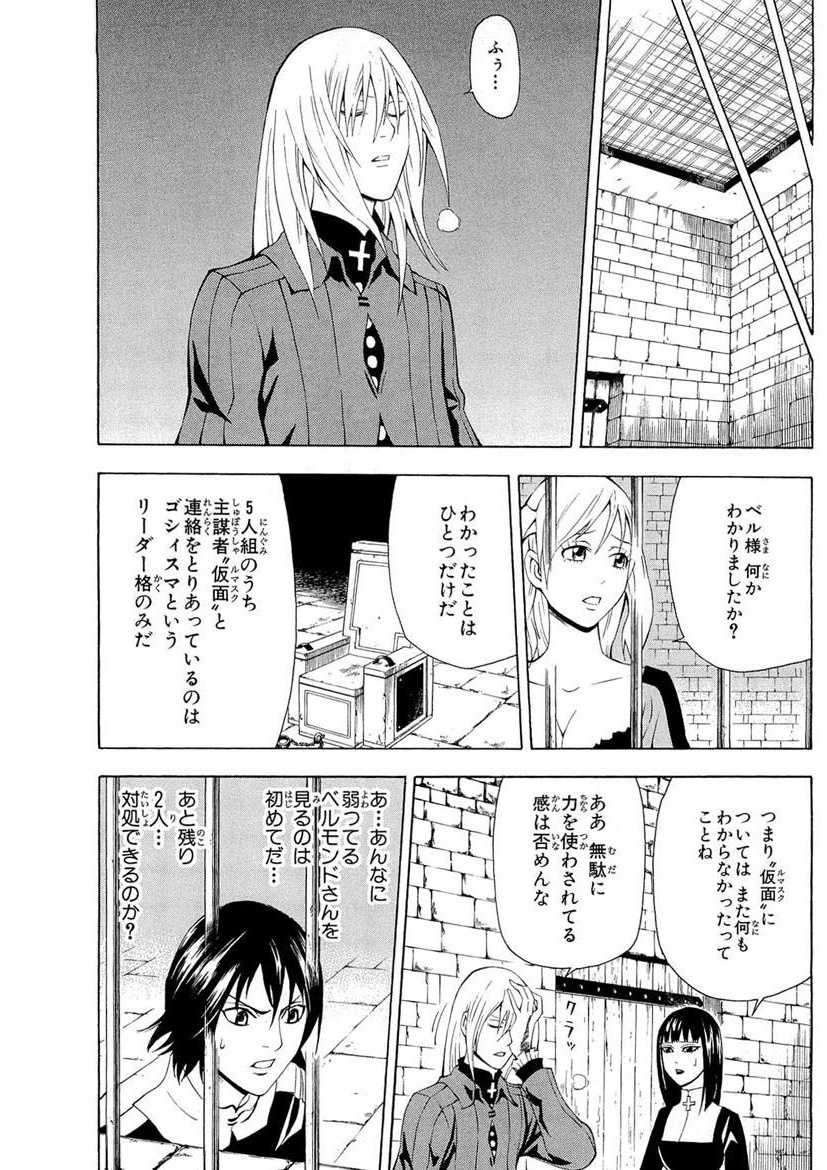 ふぅ…
ベル様 何か
わかりましたか？
わかったことは
ひとつだけだ
5人組のうち
主謀者〝仮面〟と
連絡をとりあっているのは
ゴシィスマという
リーダー格のみだ
つまり〝仮面〟に
ついては また何も
わからなかったって
ことね
ああ 無駄に
力を使わされてる
感は否めんな
クラッ
あ…あんなに
弱ってる
ベルモンドさんを
見るのは
初めてだ…
あと残り
2人…
対処できるのか？